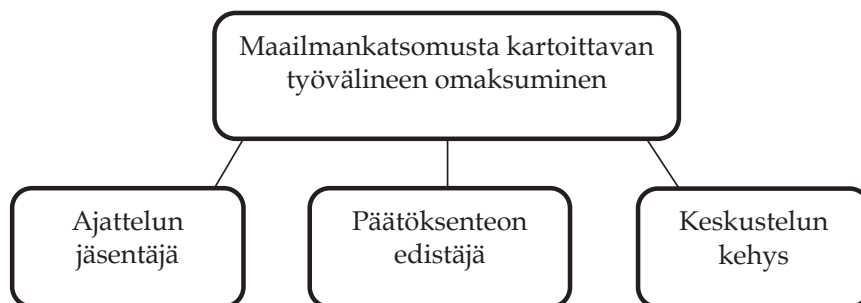 Maailmankatsomusta kartoittavan
työvälineen omaksuminen
Ajattelun
jäsentäjä
Päätöksenteon
edistäjä
Keskustelun
kehys